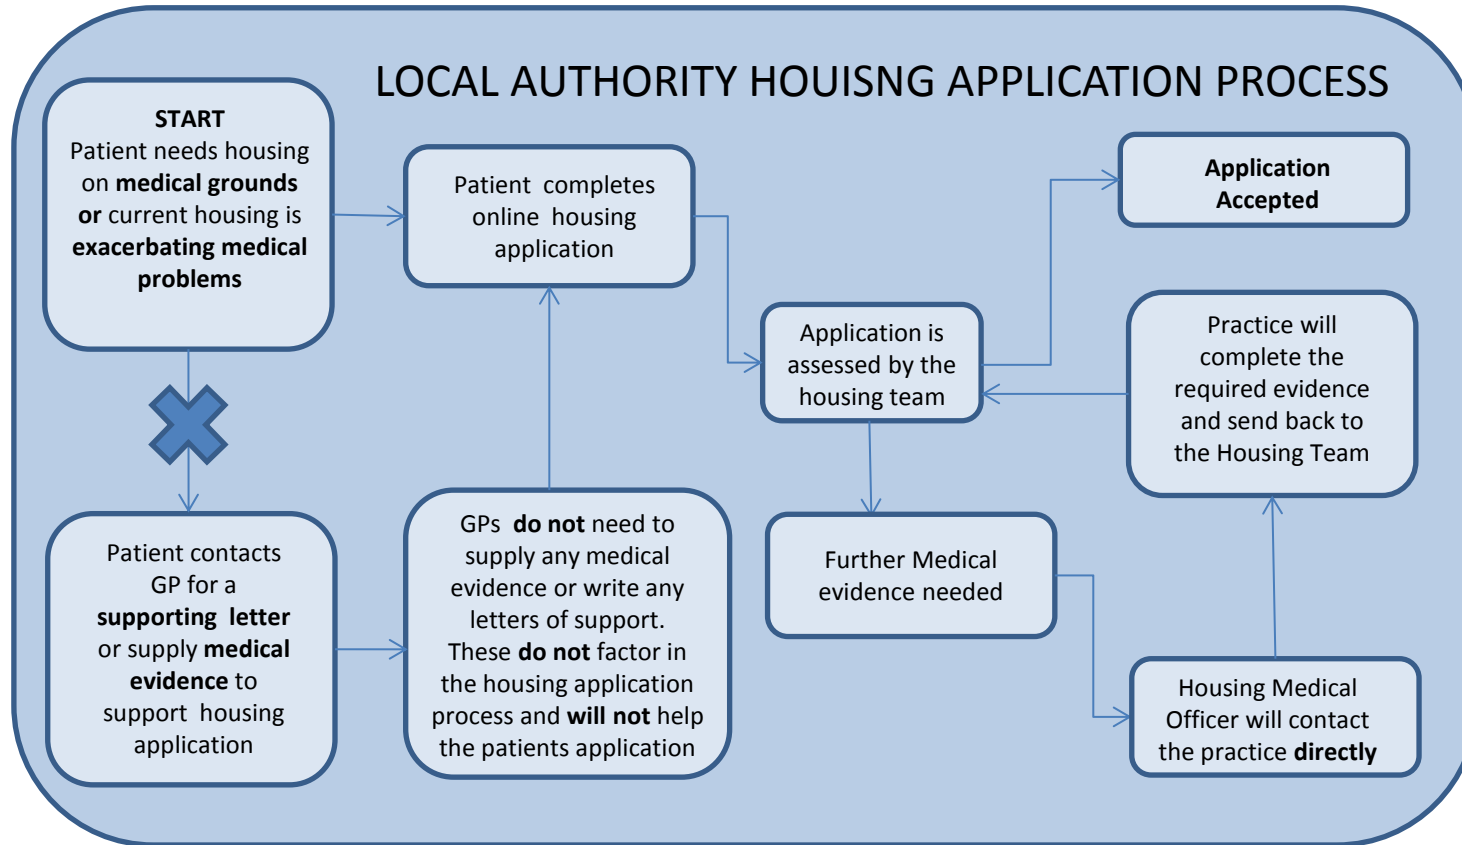 LOCAL AUTHORITY HOUISNG APPLICATION PROCESS
START
Patient needs housing
on medical grounds
or current housing is
exacerbating medical
problems
Patient completes
online housing
application
Application
Accepted
Application is
assessed by the
housing team
Practice will
complete the
required evidence
and send back to
the Housing Team
Patient contacts
GP for a
supporting letter
or supply medical
evidence to
support housing
application
GPs do not need to
supply any medical
evidence or write any
letters of support.
These do not factor in
the housing application
process and will not help
the patients application
Further Medical
evidence needed
Housing Medical
Officer will contact
the practice directly